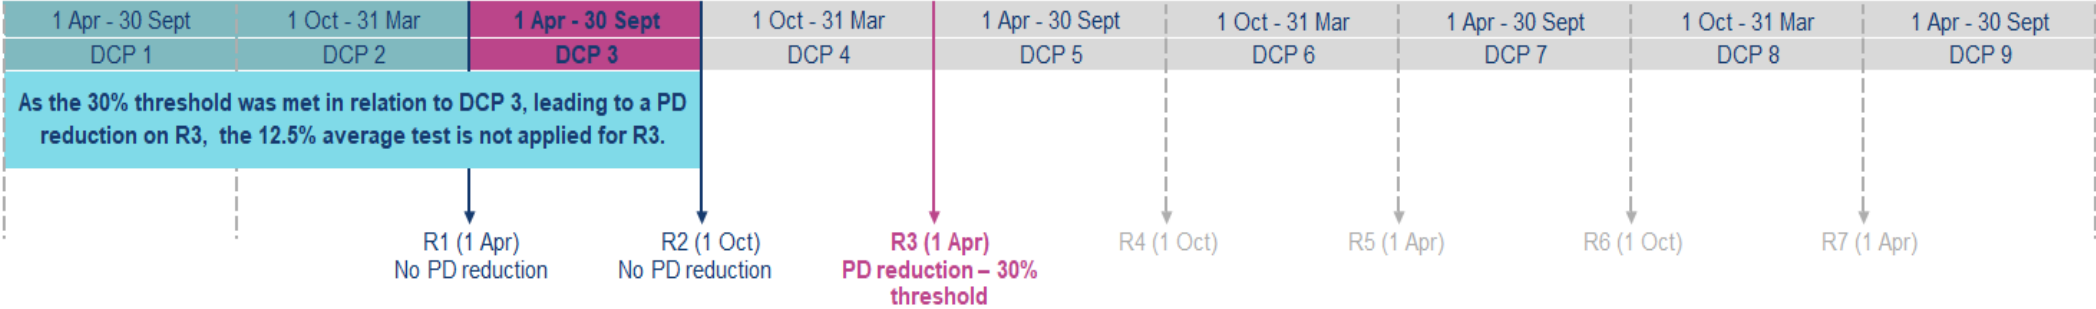 1 Apr - 30 Sept 1 Oct - 31 Mar 1 Apr - 30 Sept 1 Oct - 31 Mar 1 Apr - 30 Sept 1 Oct - 31 Mar 1 Apr - 30 Sept 1 Oct - 31 Mar 1 Apr - 30 Sept
DCP 1 DCP 2 DCP 3 DCP 4 DCP 5 DCP 6 DCP 7 DCP 8 DCP 9
As the 30% threshold was met in relation to DCP 3, leading to a PD
reduction on R3, the 12.5% average test is not applied for R3.
R1 (1 Apr) R2 (1 Oct) R3 (1 Apr) R4 (1 Oct) R5 (1 Apr) R6 (1 Oct) R7 (1 Apr)
No PD reduction No PD reduction PD reduction – 30%
threshold